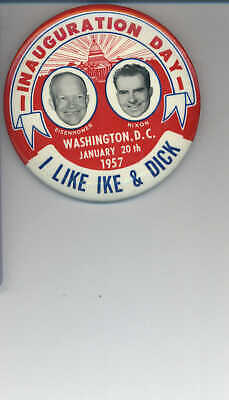 INAUGURATION DAY
EISENHOWER
NIXON
WASHINGTON, D.C.
JANUARY 20th
1957
I LIKE IKE & DICK